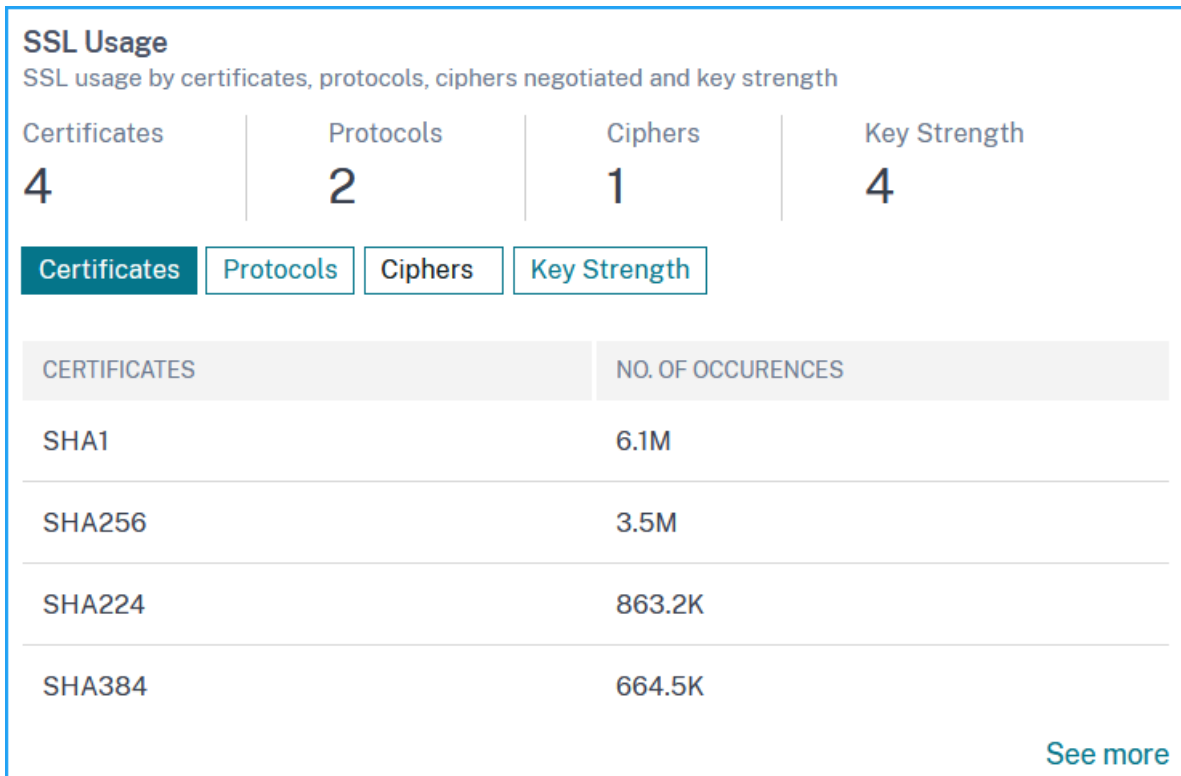 SSL Usage
SSL usage by certificates, protocols, ciphers negotiated and key strength
Certificates Protocols Ciphers Key Strength
4 2 1 4
Certificates Protocols Ciphers Key Strength
CERTIFICATES NO. OF OCCURENCES
SHA1 6.1M
SHA256 3.5M
SHA224 863.2K
SHA384 664.5K
See more